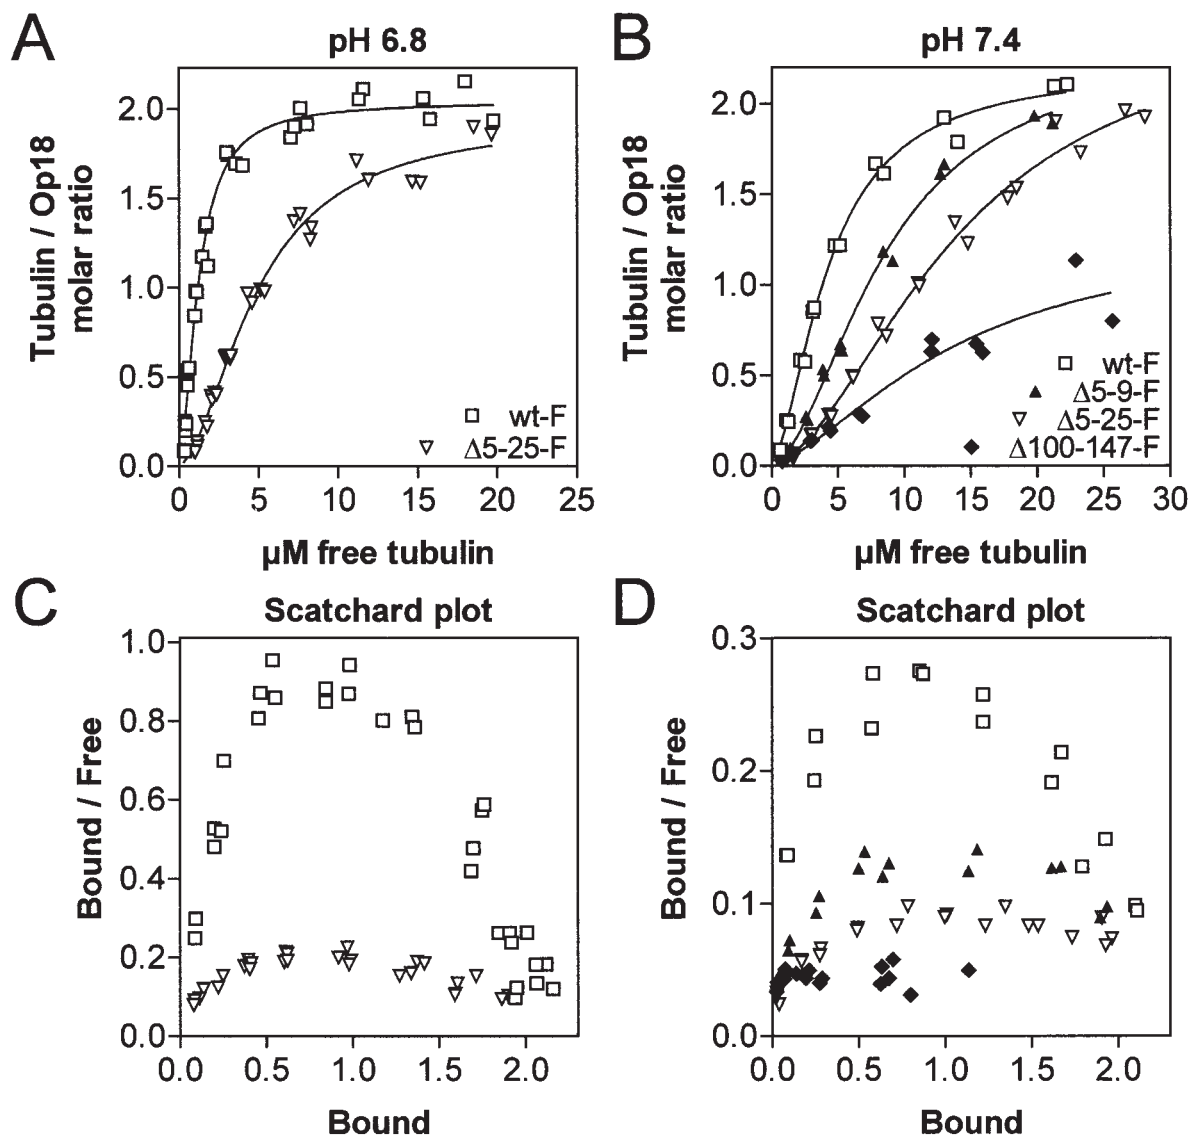 A
pH 6.8
Tubulin / Op18
molar ratio
2.0
1.5
1.0
0.5
0.0
0 5 10 15 20 25
wt-F
Δ5-25-F
µM free tubulin
B
pH 7.4
Tubulin / Op18
molar ratio
2.0
1.5
1.0
0.5
0.0
0 5 10 15 20 25 30
wt-F
Δ5-9-F
Δ5-25-F
Δ100-147-F
µM free tubulin
C
Scatchard plot
Bound / Free
1.0
0.8
0.6
0.4
0.2
0.0
0.0 0.5 1.0 1.5 2.0
Bound
D
Scatchard plot
Bound / Free
0.3
0.2
0.1
0.0
0.0 0.5 1.0 1.5 2.0
Bound